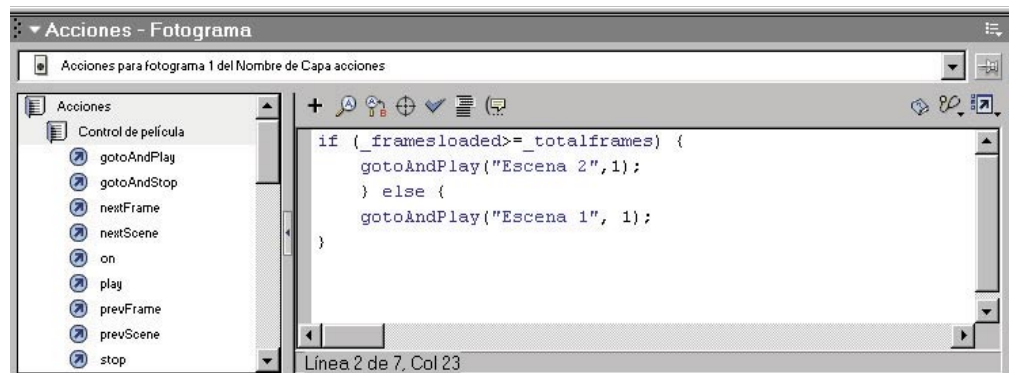 Acciones - Fotograma
Acciones para fotograma 1 del Nombre de Capa acciones
Acciones
Control de película
gotoAndPlay
gotoAndStop
nextFrame
nextScene
on
play
prevFrame
prevScene
stop
if (_framesloaded>=_totalframes) {
gotoAndPlay("Escena 2",1);
} else {
gotoAndPlay("Escena 1", 1);
}
Línea 2 de 7, Col 23